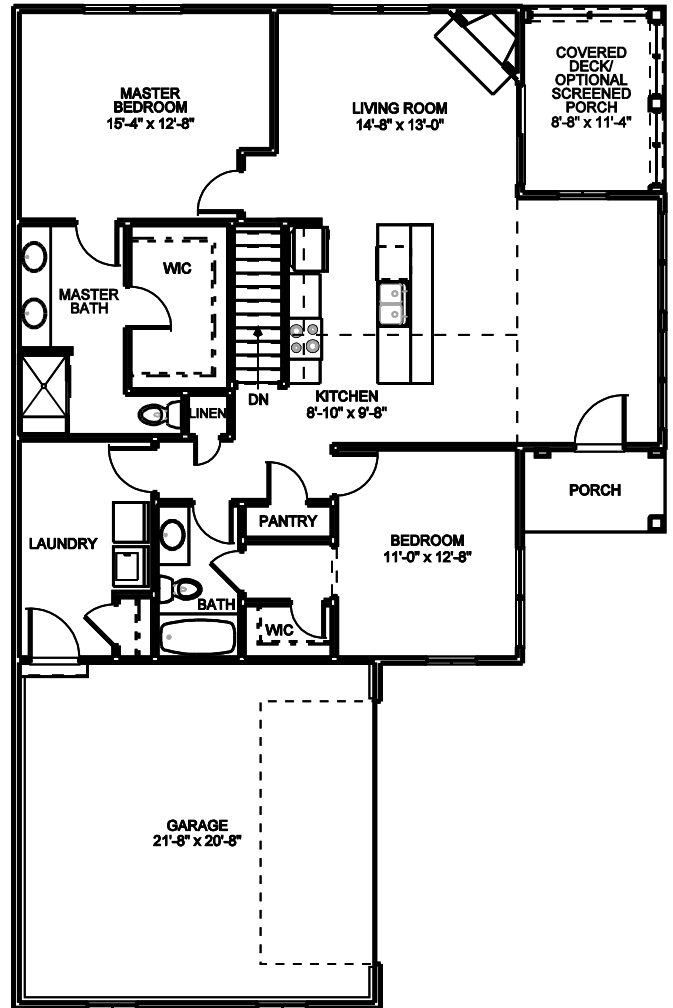 MASTER
BEDROOM
15'-4" x 12'-8"
LIVING ROOM
14'-8" x 13'-0"
COVERED
DECK/
OPTIONAL
SCREENED
PORCH
8'-8" x 11'-4"
WIC
MASTER
BATH
DN
KITCHEN
8'-10" x 9'-8"
LINEN
PORCH
PANTRY
LAUNDRY
BEDROOM
11'-0" x 12'-8"
BATH
WIC
GARAGE
21'-8" x 20'-8"